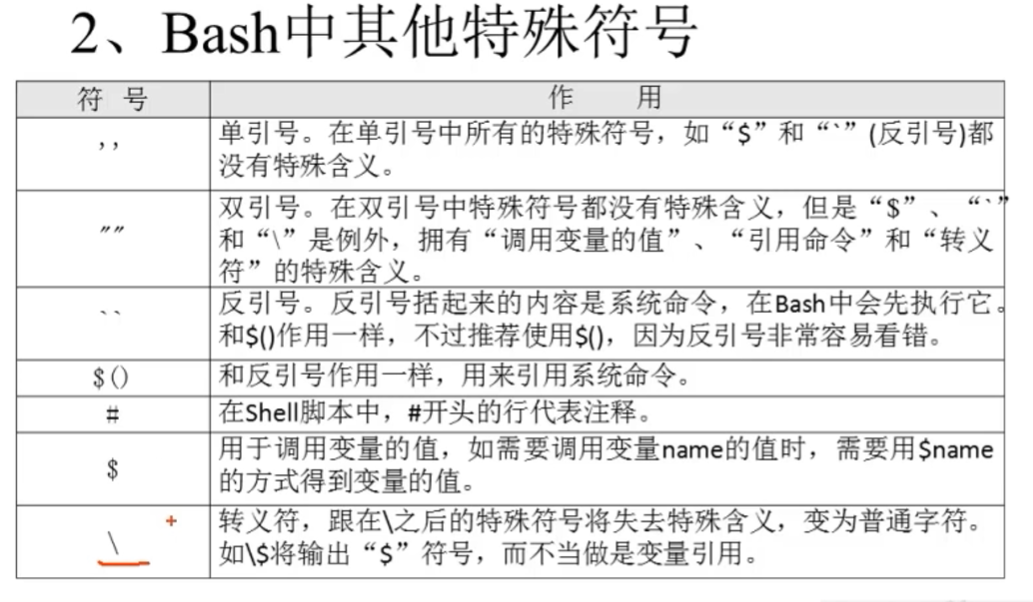 2、Bash中其他特殊符号
符 号 作 用
’’ 单引号。在单引号中所有的特殊符号，如“$”和“`”(反引号)都
没有特殊含义。
"" 双引号。在双引号中特殊符号都没有特殊含义，但是“$”、“`”
和“\”是例外，拥有“调用变量的值”、“引用命令”和“转义
符”的特殊含义。
`` 反引号。反引号括起来的内容是系统命令，在Bash中会先执行它。
和$()作用一样，不过推荐使用$()，因为反引号非常容易看错。
$() 和反引号作用一样，用来引用系统命令。
# 在Shell脚本中，#开头的行代表注释。
$ 用于调用变量的值，如需要调用变量name的值时，需要用$name
的方式得到变量的值。
\ 转义符，跟在\之后的特殊符号将失去特殊含义，变为普通字符。
如\$将输出“$”符号，而不当做是变量引用。